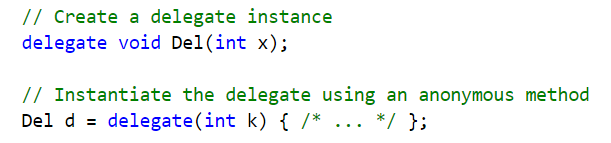 // Create a delegate instance
delegate void Del(int x);
// Instantiate the delegate using an anonymous method
Del d = delegate(int k) { /* ... */ };